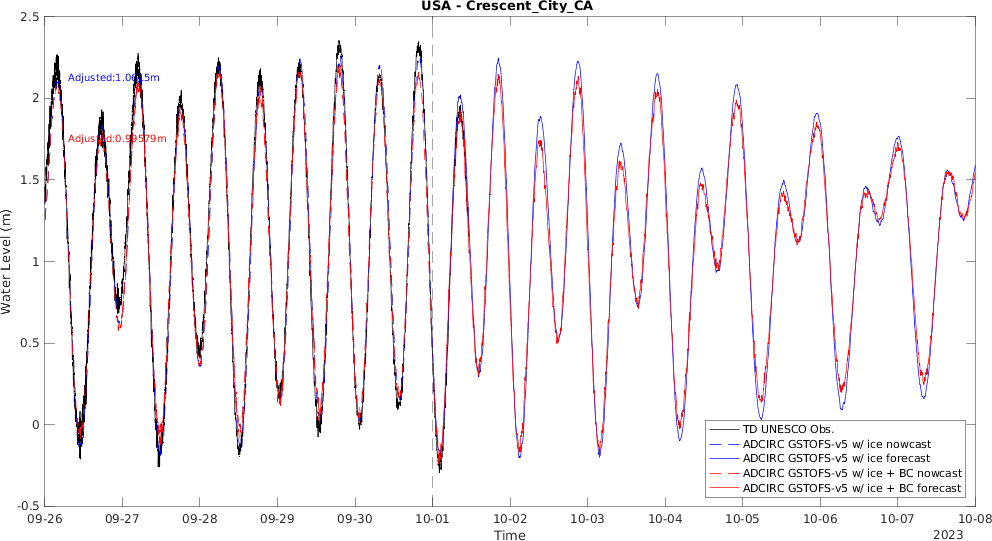 USA - Crescent_City_CA
2.5
2
1.5
1
0.5
0
-0.5
Water Level (m)
Adjusted:1.0615m
Adjusted:0.99579m
TD UNESCO Obs.
ADCIRC GSTOFS-v5 w/ ice nowcast
ADCIRC GSTOFS-v5 w/ ice forecast
ADCIRC GSTOFS-v5 w/ ice + BC nowcast
ADCIRC GSTOFS-v5 w/ ice + BC forecast
09-26 09-27 09-28 09-29 09-30 10-01 10-02 10-03 10-04 10-05 10-06 10-07 10-08
Time
2023